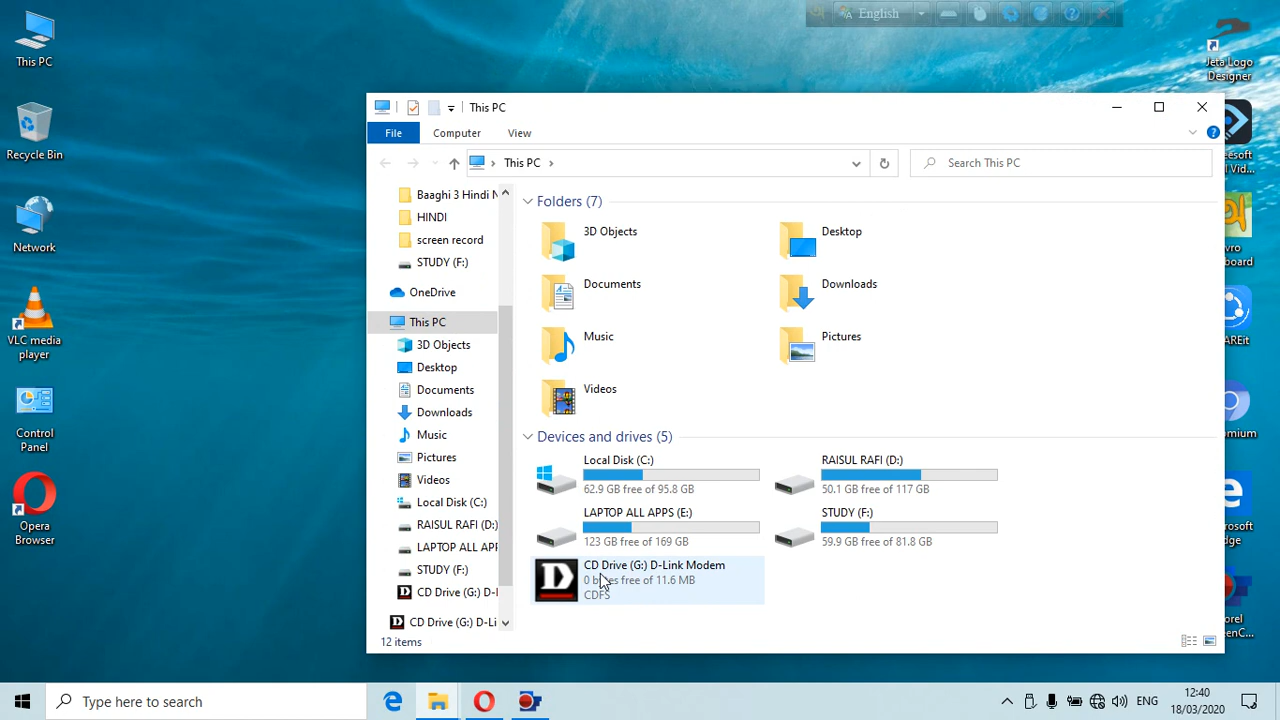 English
This PC
Recycle Bin
Network
VLC media
player
Control
Panel
Opera
Browser
Jeta Logo
Designer
This PC
File
Computer
View
This PC
Search This PC
Baaghi 3 Hindi
HINDI
screen record
STUDY (F:)
OneDrive
This PC
3D Objects
Desktop
Documents
Downloads
Music
Pictures
Videos
Local Disk (C:)
RAISUL RAFI (D:)
LAPTOP ALL APP
STUDY (F:)
CD Drive (G:) D-l
CD Drive (G:) D-Li
12 items
Folders (7)
3D Objects
Desktop
Documents
Downloads
Music
Pictures
Videos
Devices and drives (5)
Local Disk (C:)
62.9 GB free of 95.8 GB
RAISUL RAFI (D:)
50.1 GB free of 117 GB
LAPTOP ALL APPS (E:)
123 GB free of 169 GB
STUDY (F:)
59.9 GB free of 81.8 GB
CD Drive (G:) D-Link Modem
0 bytes free of 11.6 MB
CDFS
Type here to search
ENG
12:40
18/03/2020